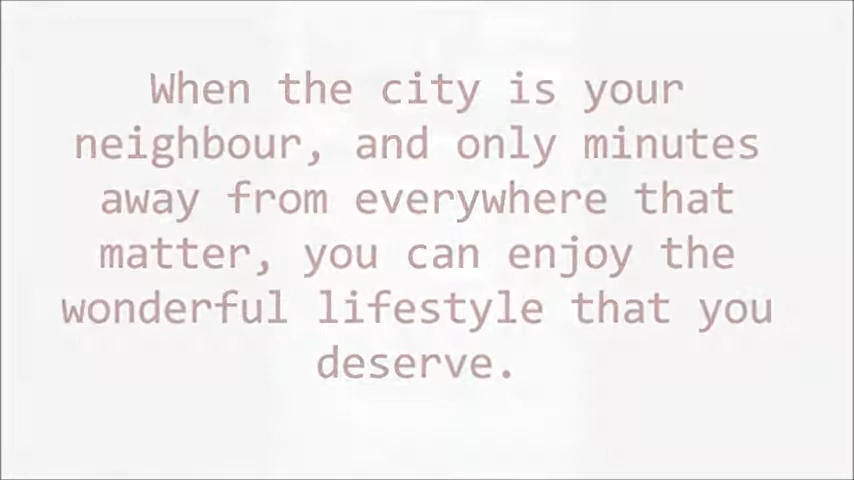 When the city is your
neighbour, and only minutes
away from everywhere that
matter, you can enjoy the
wonderful lifestyle that you
deserve.